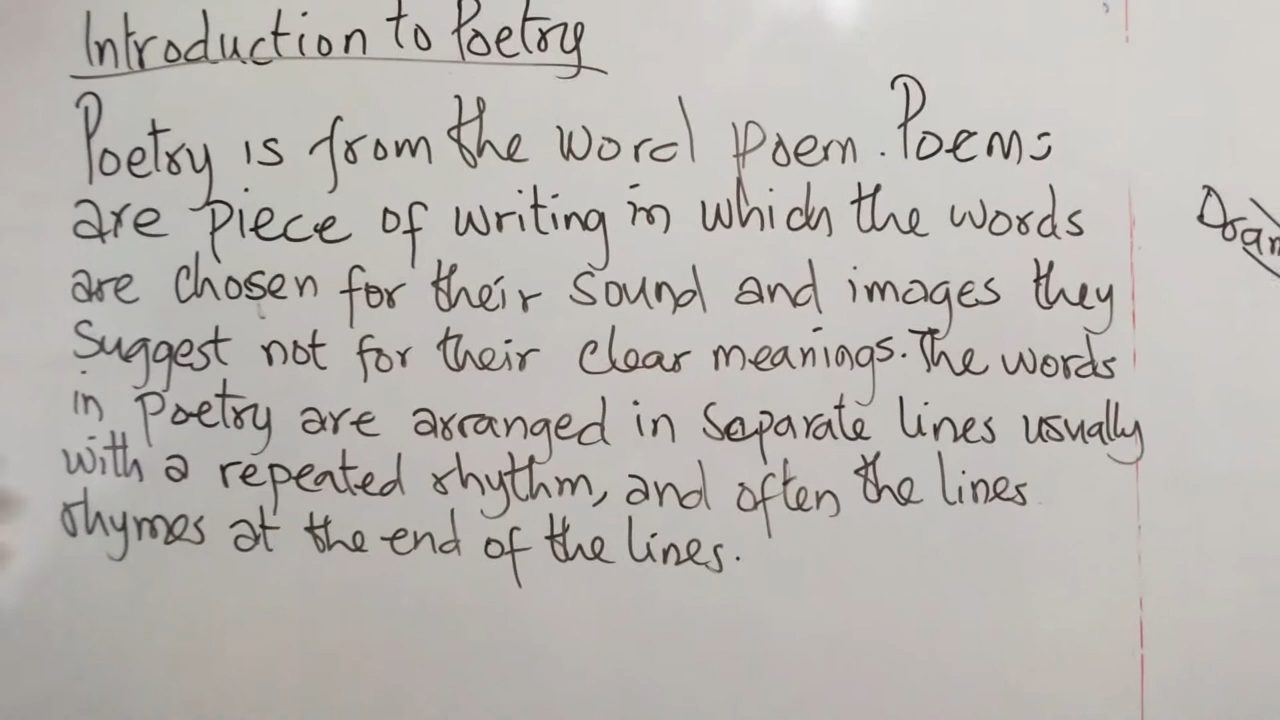 Introduction to Poetry
Poetry is from the word poem. Poems
are piece of writing in which the words
are chosen for their sound and images they
suggest not for their clear meanings. The words
in poetry are arranged in separate lines usually
with a repeated rhythm, and often the lines
rhymes at the end of the lines.